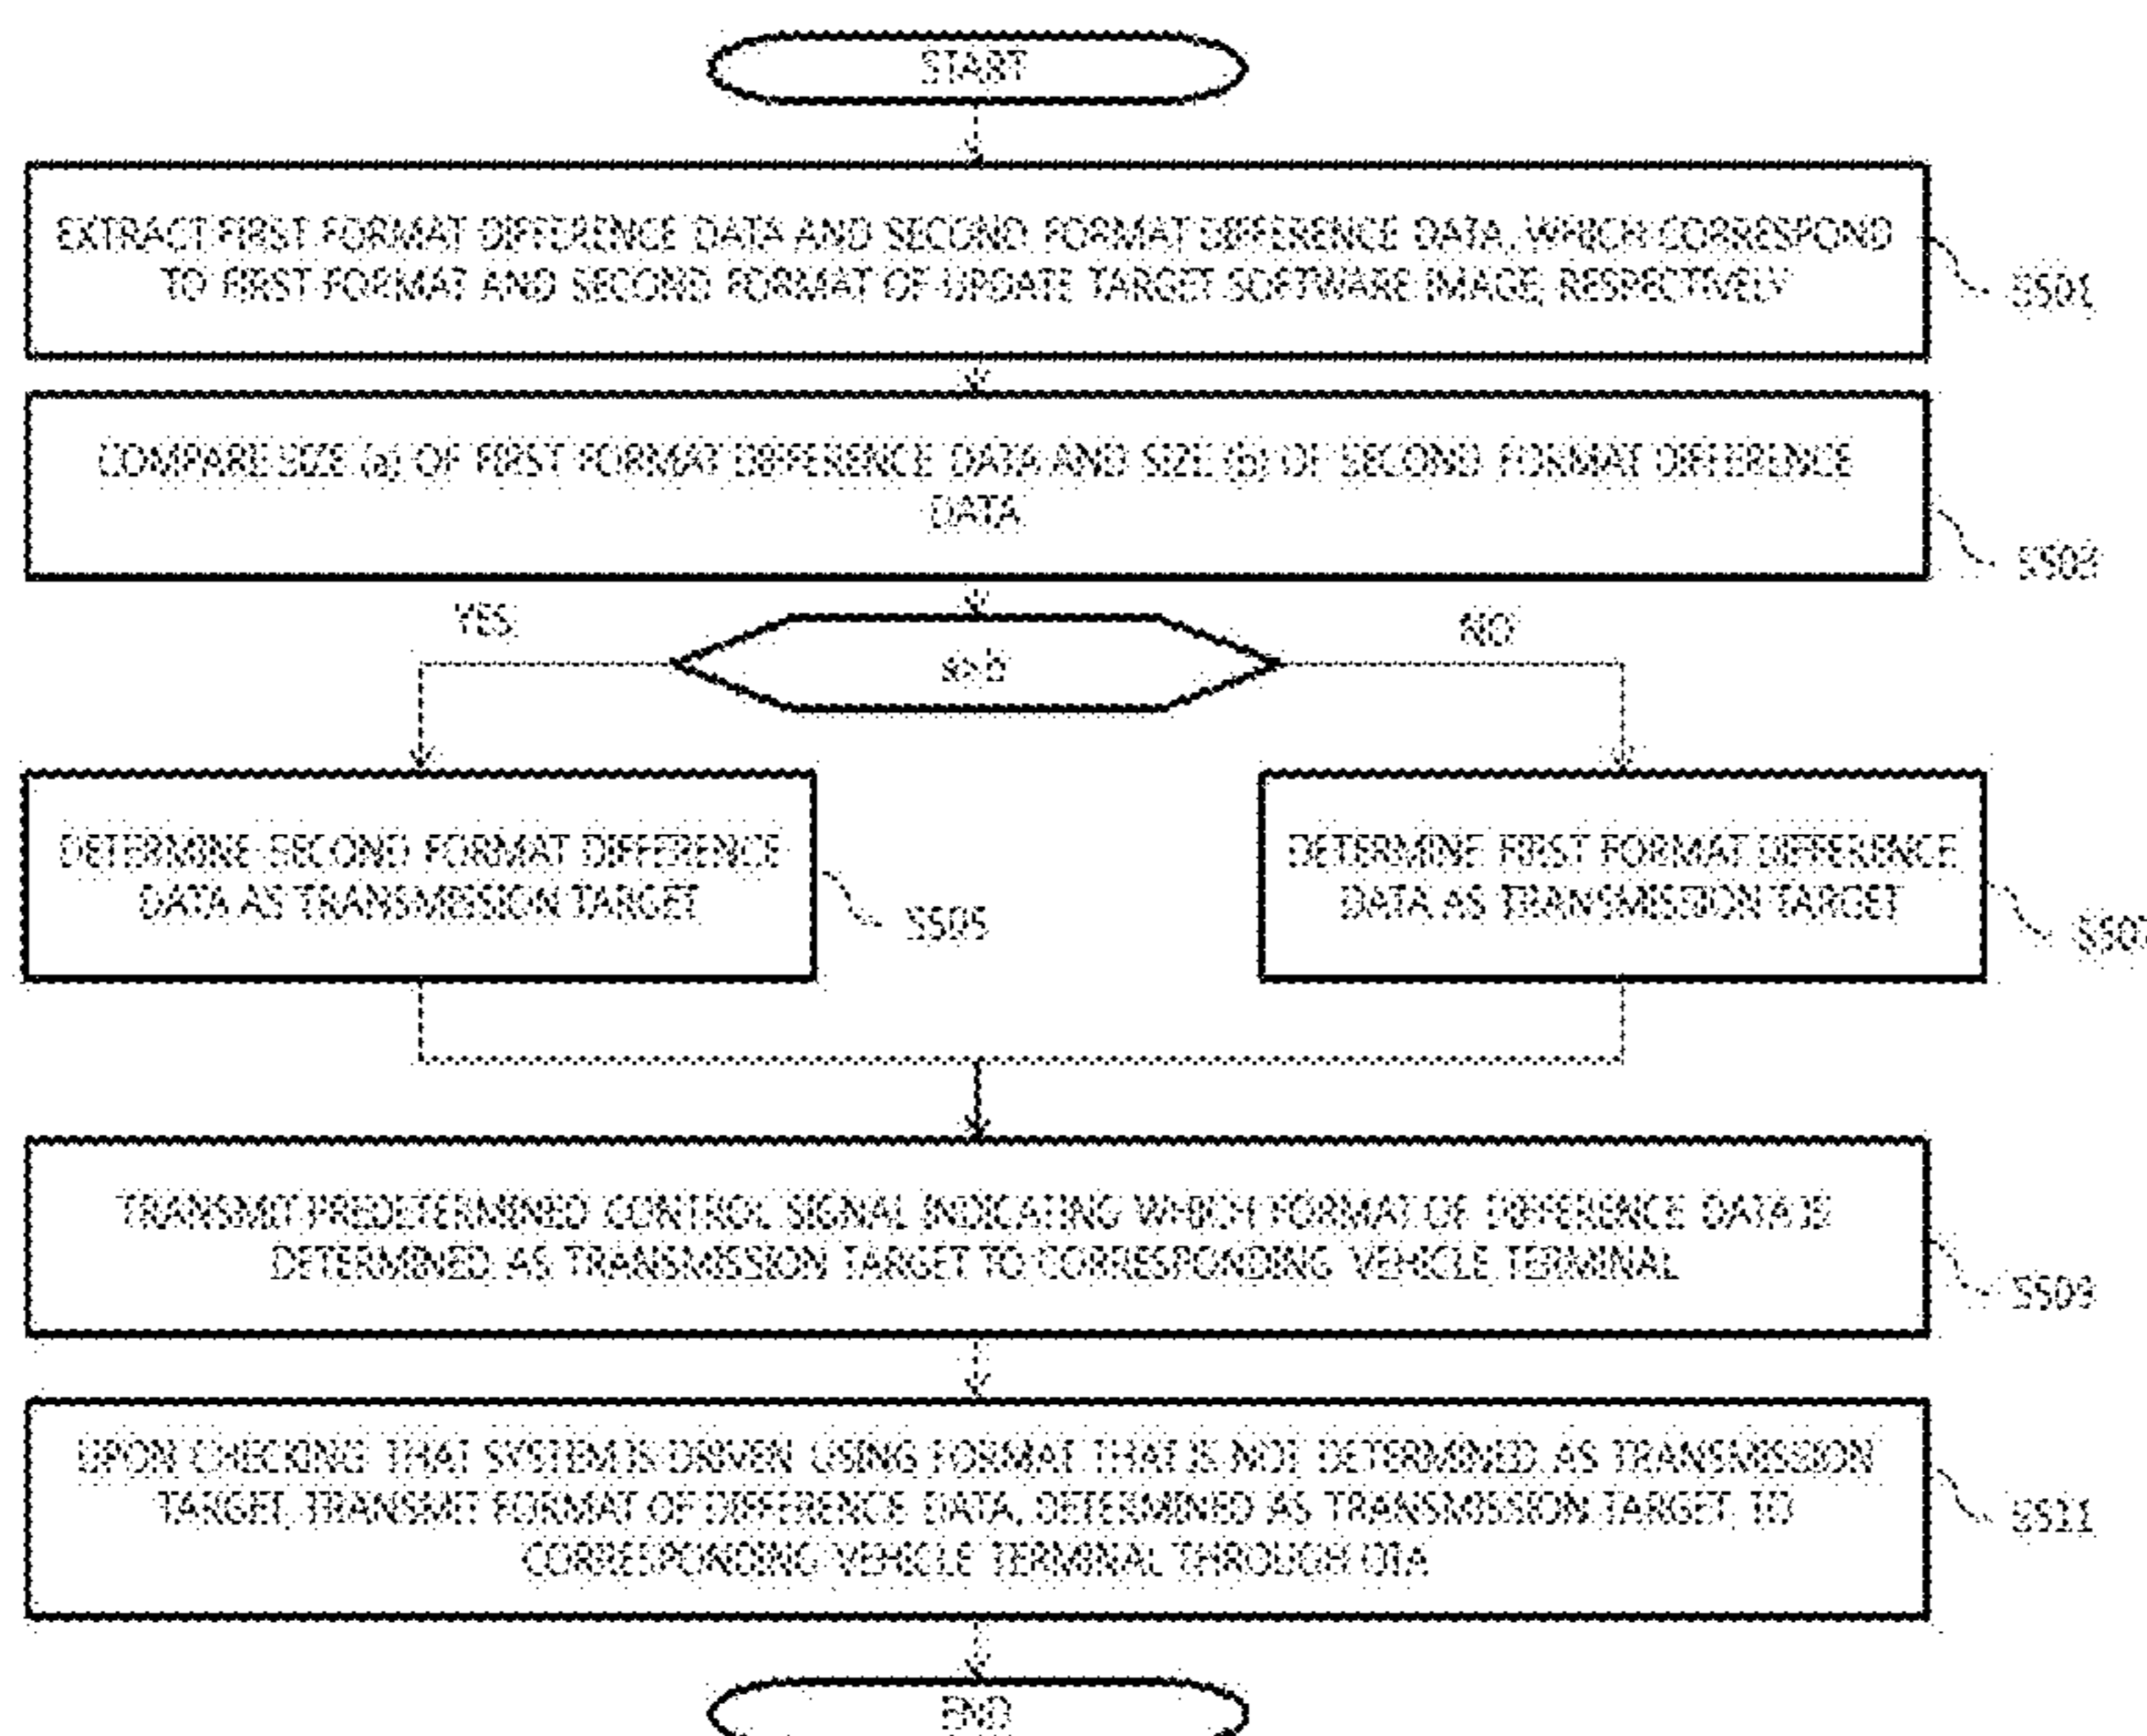 START
EXTRACT FIRST FORMAT DIFFERENCE DATA AND SECOND FORMAT DIFFERENCE DATA, WHICH CORRESPOND
TO FIRST FORMAT AND SECOND FORMAT OF UPDATE TARGET SOFTWARE IMAGE, RESPECTIVELY
S501
COMPARE SIZE (a) OF FIRST FORMAT DIFFERENCE DATA AND SIZE (b) OF SECOND FORMAT DIFFERENCE
DATA
S503
YES
a>b
NO
DETERMINE SECOND FORMAT DIFFERENCE
DATA AS TRANSMISSION TARGET
S505
DETERMINE FIRST FORMAT DIFFERENCE
DATA AS TRANSMISSION TARGET
TRANSMIT PREDETERMINED CONTROL SIGNAL INDICATING WHICH FORMAT OF DIFFERENCE DATA IS
DETERMINED AS TRANSMISSION TARGET TO CORRESPONDING VEHICLE TERMINAL
S509
UPON CHECKING THAT SYSTEM IS DRIVEN USING FORMAT THAT IS NOT DETERMINED AS TRANSMISSION
TARGET, TRANSMIT FORMAT OF DIFFERENCE DATA, DETERMINED AS TRANSMISSION TARGET, TO
CORRESPONDING VEHICLE TERMINAL THROUGH OTA
S511
END